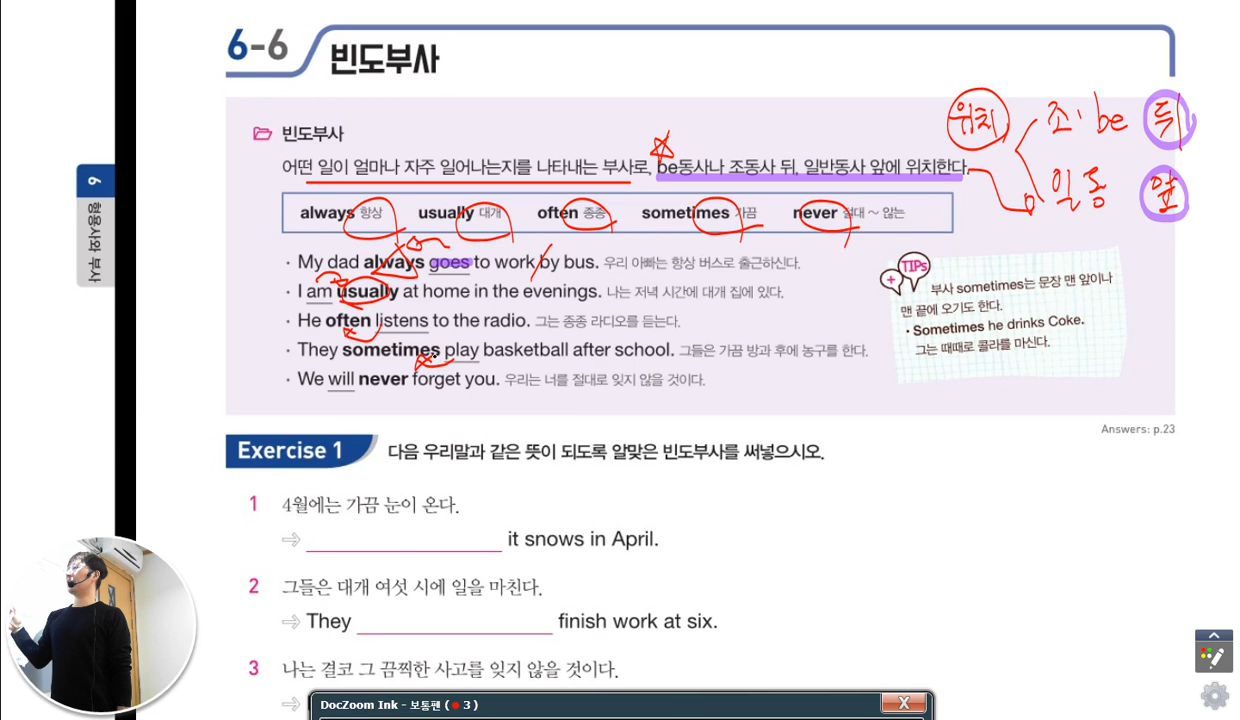 6-6 빈도부사
빈도부사
어떤 일이 얼마나 자주 일어나는지를 나타내는 부사로, be동사나 조동사 뒤, 일반동사 앞에 위치한다.
위치 조·be 뒤
일동 앞
always 항상 usually 대개 often 종종 sometimes 가끔 never 절대 ~ 않는
· My dad always goes to work by bus. 우리 아빠는 항상 버스로 출근하신다.
· I am usually at home in the evenings. 나는 저녁 시간에 대개 집에 있다.
· He often listens to the radio. 그는 종종 라디오를 듣는다.
· They sometimes play basketball after school. 그들은 가끔 방과 후에 농구를 한다.
· We will never forget you. 우리는 너를 절대로 잊지 않을 것이다.
+ TIPs
부사 sometimes는 문장 맨 앞이나
맨 끝에 오기도 한다.
· Sometimes he drinks Coke.
그는 때때로 콜라를 마신다.
Answers: p.23
6 형용사와 부사
Exercise 1 다음 우리말과 같은 뜻이 되도록 알맞은 빈도부사를 써넣으시오.
1 4월에는 가끔 눈이 온다.
⇨ ____________ it snows in April.
2 그들은 대개 여섯 시에 일을 마친다.
⇨ They ____________ finish work at six.
3 나는 결코 그 끔찍한 사고를 잊지 않을 것이다.
⇨
DocZoom Ink - 보통펜 ( ● 3 ) X